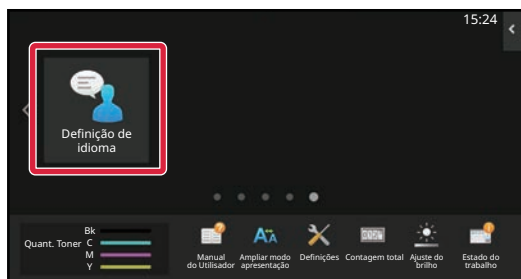 15:24
Definição de
idioma
Bk
Quant. Toner C
M
Y
Manual
do Utilisador
Ampliar modo
apresentação
Definições
Contagem total
Ajuste do
brilho
Estado do
trabalho